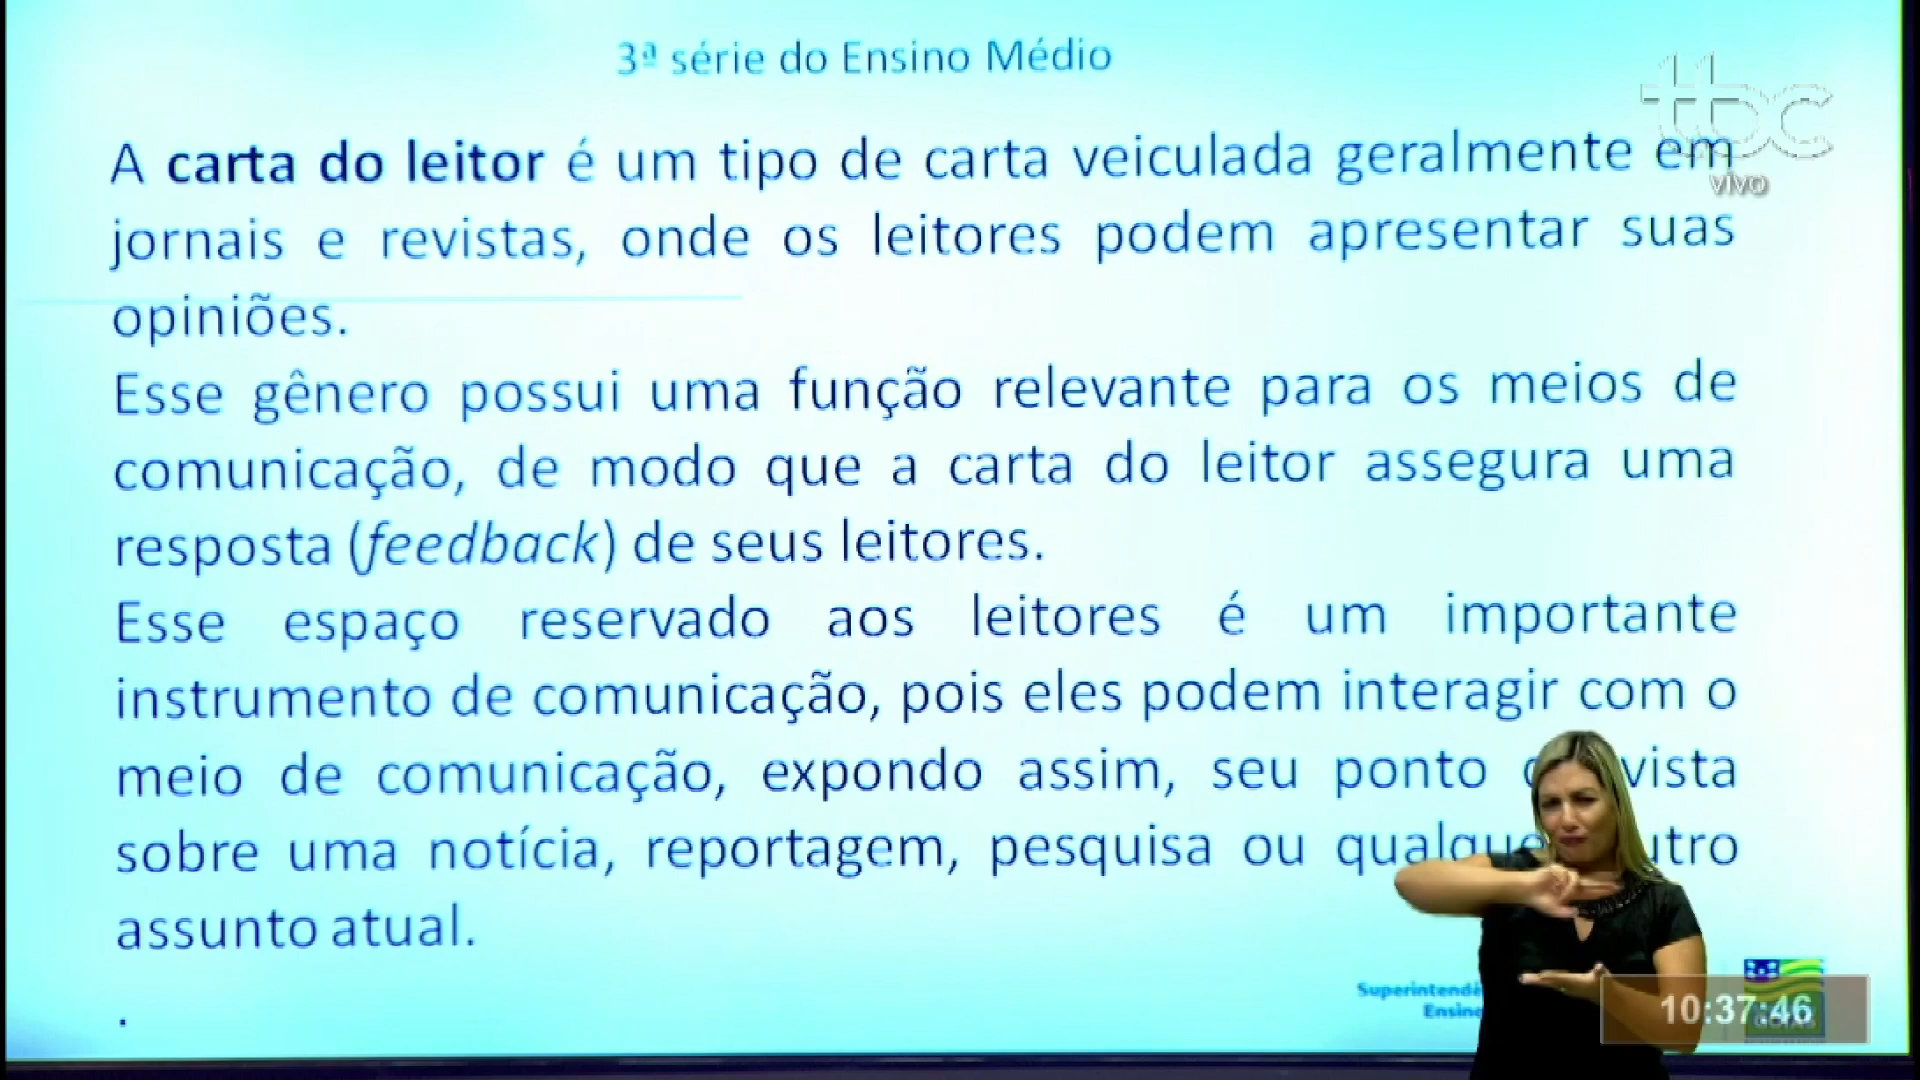 3ª série do Ensino Médio
tbc
vivo
A carta do leitor é um tipo de carta veiculada geralmente em
jornais e revistas, onde os leitores podem apresentar suas
opiniões.
Esse gênero possui uma função relevante para os meios de
comunicação, de modo que a carta do leitor assegura uma
resposta (feedback) de seus leitores.
Esse espaço reservado aos leitores é um importante
instrumento de comunicação, pois eles podem interagir com o
meio de comunicação, expondo assim, seu ponto vista
sobre uma notícia, reportagem, pesquisa ou
assunto atual.
.
Ensino
10:37:46